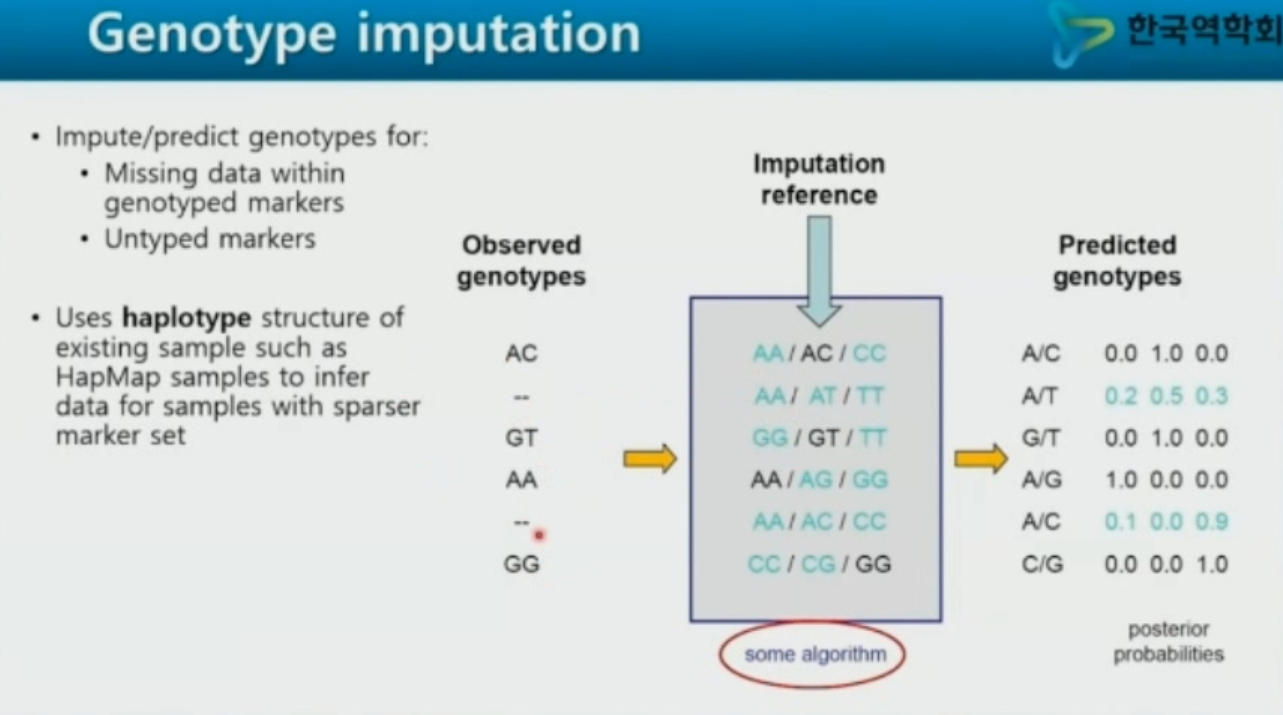 Genotype imputation
한국역학회
• Impute/predict genotypes for:
• Missing data within
genotyped markers
• Untyped markers
• Uses haplotype structure of
existing sample such as
HapMap samples to infer
data for samples with sparser
marker set
Observed
genotypes
AC
--
GT
AA
--
GG
Imputation
reference
AA / AC / CC
AA / AT / TT
GG / GT / TT
AA / AG / GG
AA / AC / CC
CC / CG / GG
some algorithm
Predicted
genotypes
A/C 0.0 1.0 0.0
A/T 0.2 0.5 0.3
G/T 0.0 1.0 0.0
A/G 1.0 0.0 0.0
A/C 0.1 0.0 0.9
C/G 0.0 0.0 1.0
posterior
probabilities